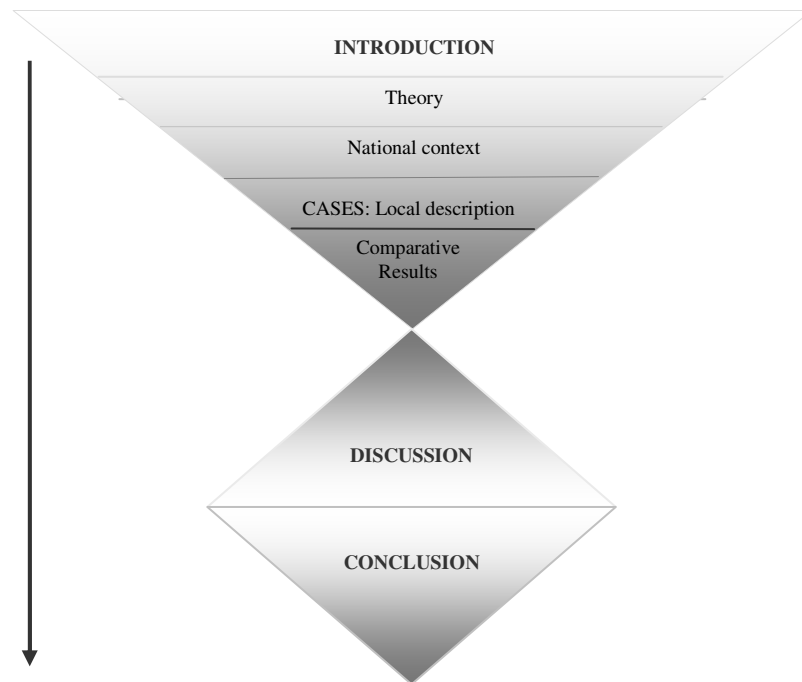 INTRODUCTION
Theory
National context
CASES: Local description
Comparative
Results
DISCUSSION
CONCLUSION